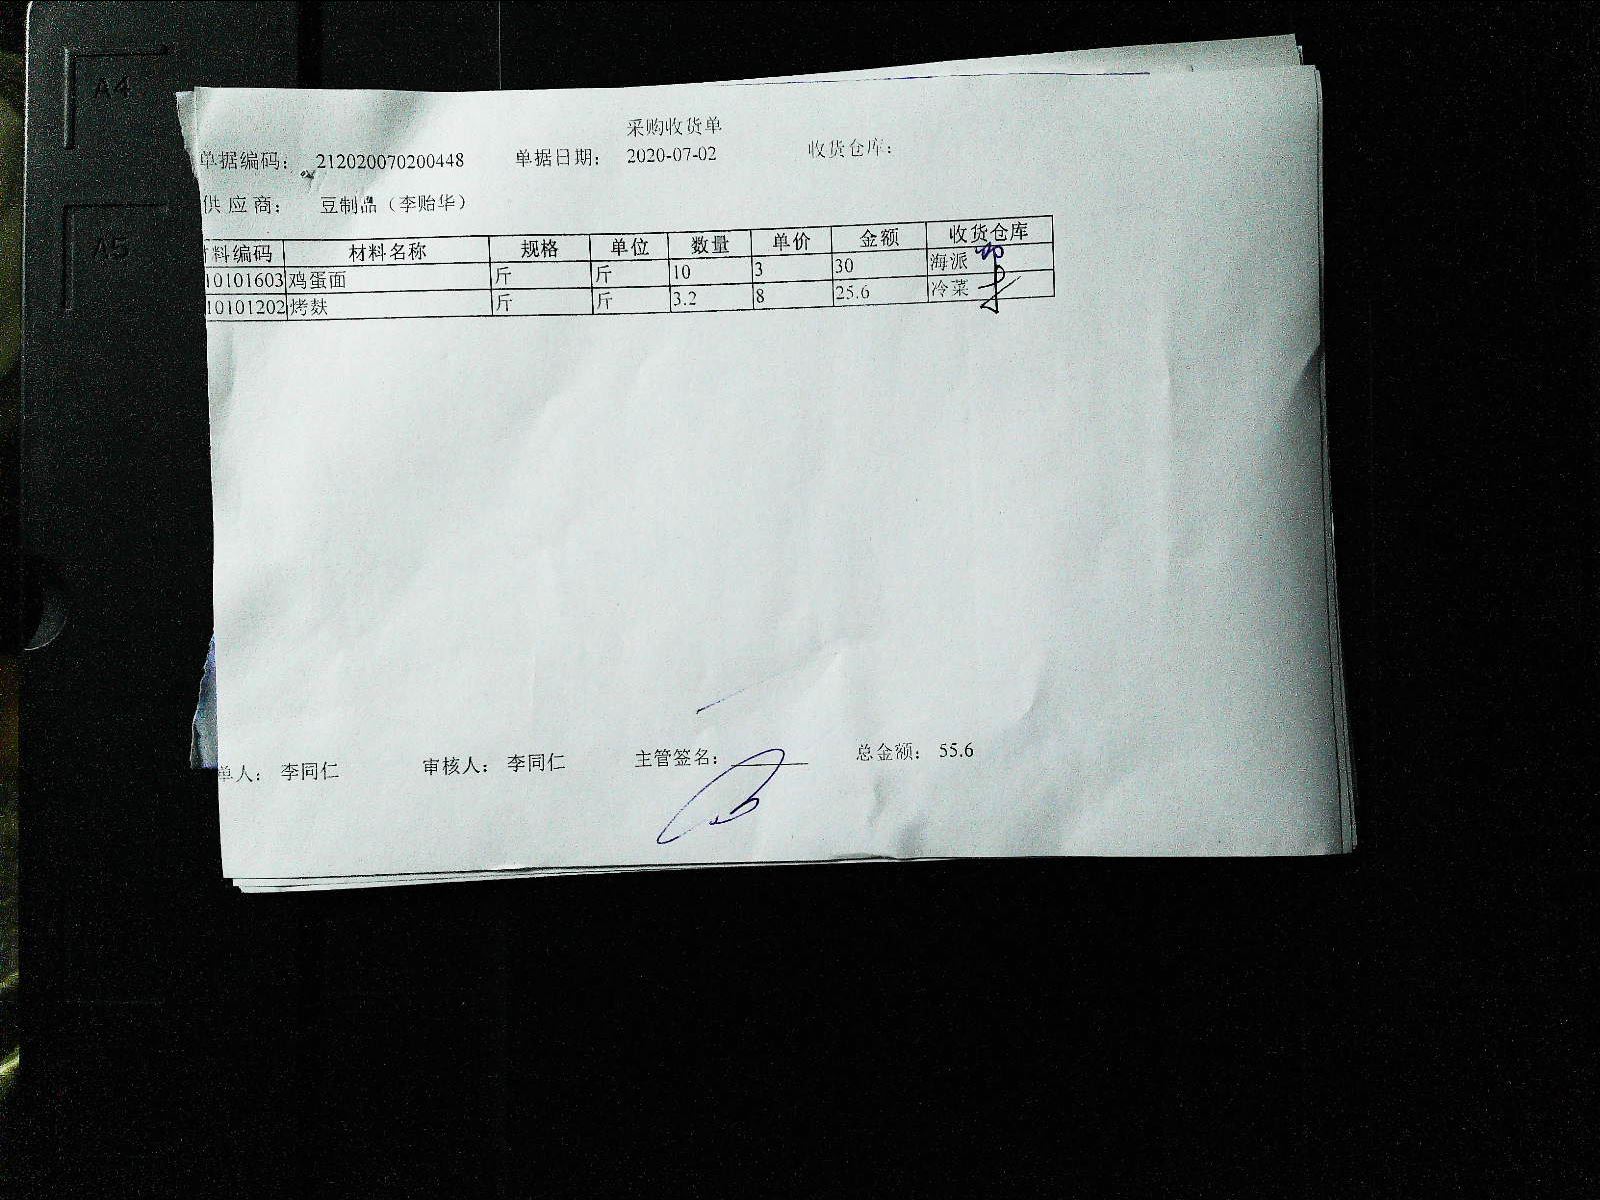 A4
A5
采购收货单
单据编码： 212020070200448 单据日期： 2020-07-02 收货仓库：
供应商： 豆制品（李贻华）
料编码 材料名称 规格 单位 数量 单价 金额 收货仓库
10101603 鸡蛋面 斤 斤 10 3 30 海派
10101202 烤麸 斤 斤 3.2 8 25.6 冷菜
单人： 李同仁 审核人： 李同仁 主管签名： 总金额： 55.6